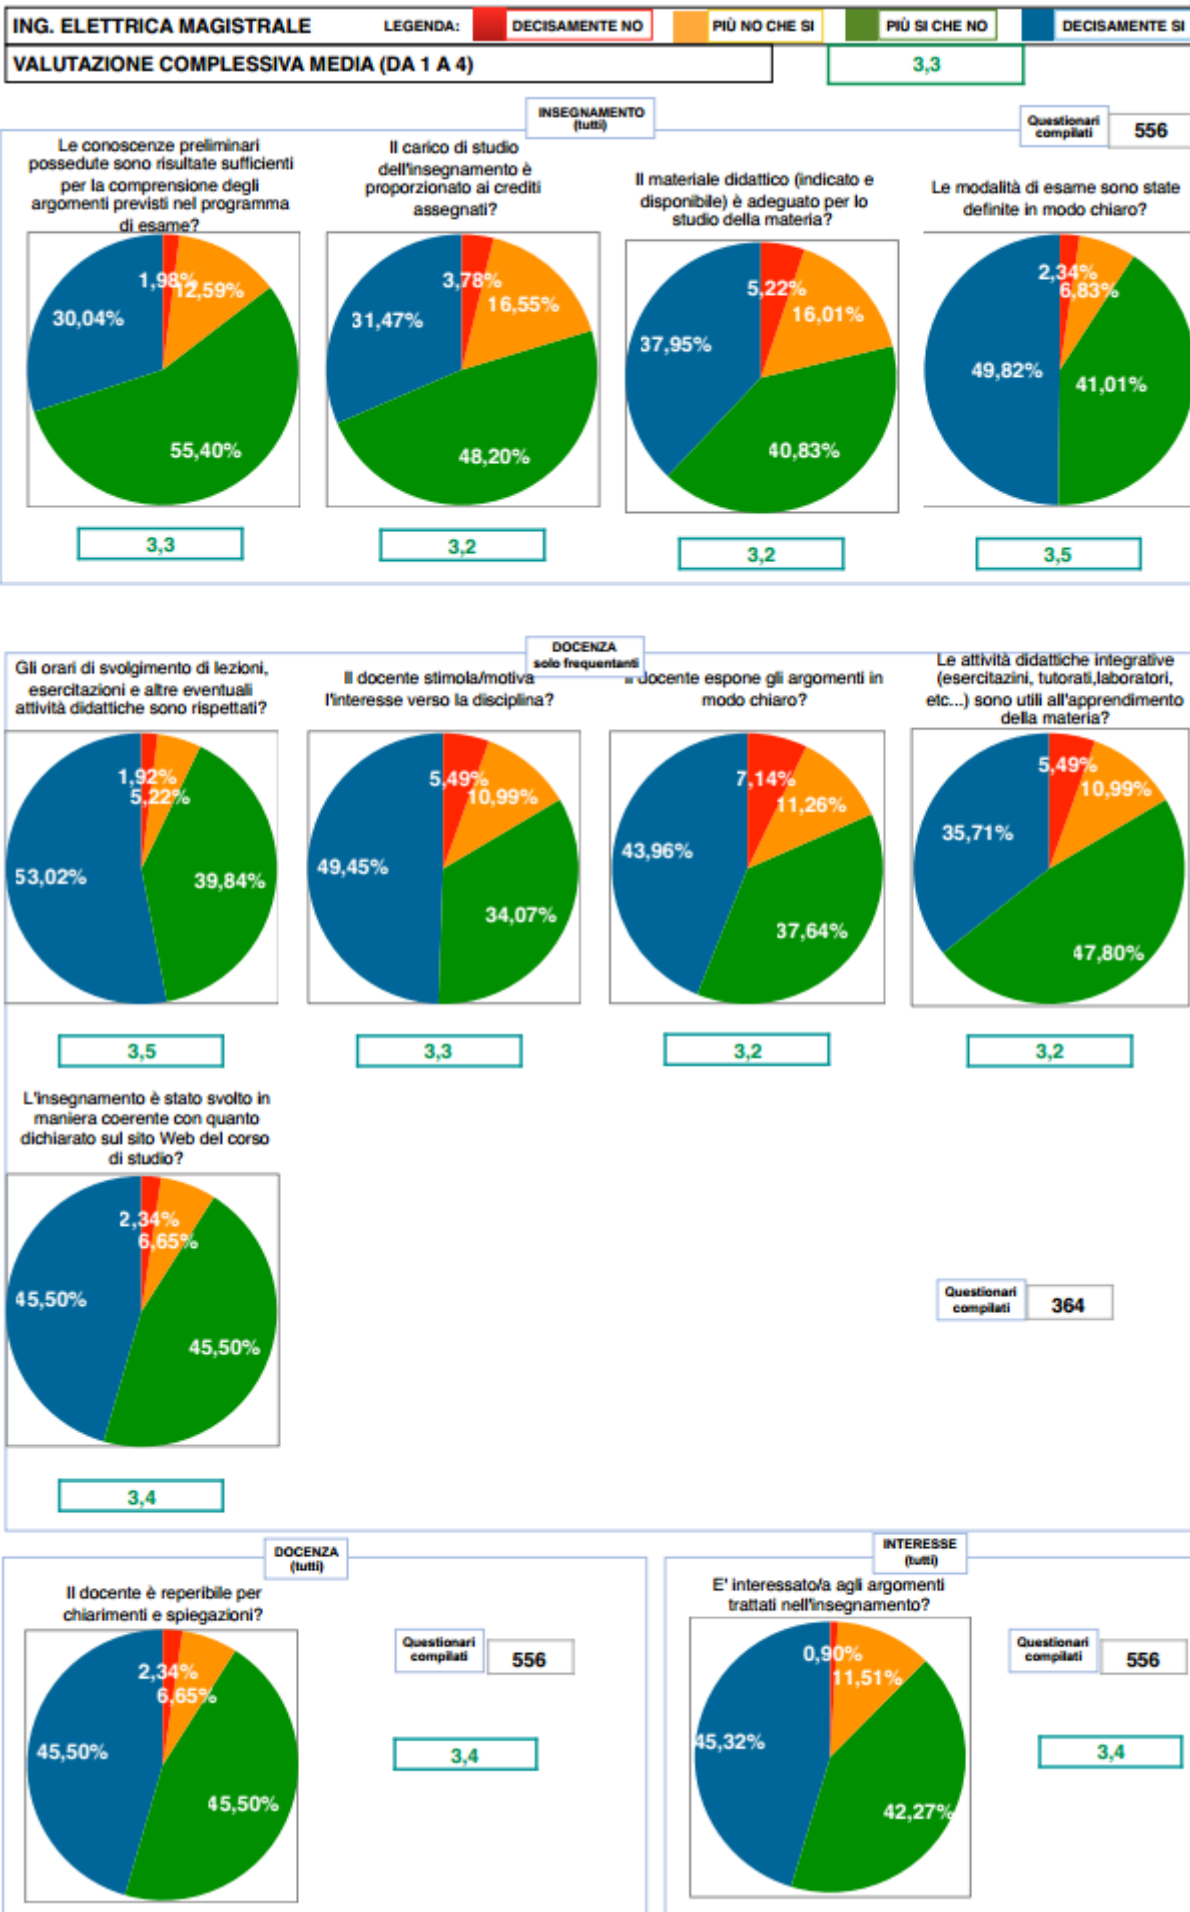 ING. ELETTRICA MAGISTRALE LEGENDA: DECISAMENTE NO PIÙ NO CHE SI PIÙ SI CHE NO DECISAMENTE SI
VALUTAZIONE COMPLESSIVA MEDIA (DA 1 A 4) 3,3
INSEGNAMENTO
(tutti)
Questionari
compilati
556
Le conoscenze preliminari
possedute sono risultate sufficienti
per la comprensione degli
argomenti previsti nel programma
di esame?
1,98%
12,59%
30,04%
55,40%
3,3
Il carico di studio
dell'insegnamento è
proporzionato ai crediti
assegnati?
3,78%
16,55%
31,47%
48,20%
3,2
Il materiale didattico (indicato e
disponibile) è adeguato per lo
studio della materia?
5,22%
16,01%
37,95%
40,83%
3,2
Le modalità di esame sono state
definite in modo chiaro?
2,34%
6,83%
49,82%
41,01%
3,5
DOCENZA
solo frequentanti
Gli orari di svolgimento di lezioni,
esercitazioni e altre eventuali
attività didattiche sono rispettati?
1,92%
5,22%
53,02%
39,84%
3,5
Il docente stimola/motiva
l'interesse verso la disciplina?
5,49%
10,99%
49,45%
34,07%
3,3
Il docente espone gli argomenti in
modo chiaro?
7,14%
11,26%
43,96%
37,64%
3,2
Le attività didattiche integrative
(esercitazini, tutorati,laboratori,
etc...) sono utili all'apprendimento
della materia?
5,49%
10,99%
35,71%
47,80%
3,2
L'insegnamento è stato svolto in
maniera coerente con quanto
dichiarato sul sito Web del corso
di studio?
2,34%
6,65%
45,50%
45,50%
3,4
Questionari
compilati
364
DOCENZA
(tutti)
Il docente è reperibile per
chiarimenti e spiegazioni?
2,34%
6,65%
45,50%
45,50%
Questionari
compilati
556
3,4
INTERESSE
(tutti)
E' interessato/a agli argomenti
trattati nell'insegnamento?
0,90%
11,51%
45,32%
42,27%
Questionari
compilati
556
3,4